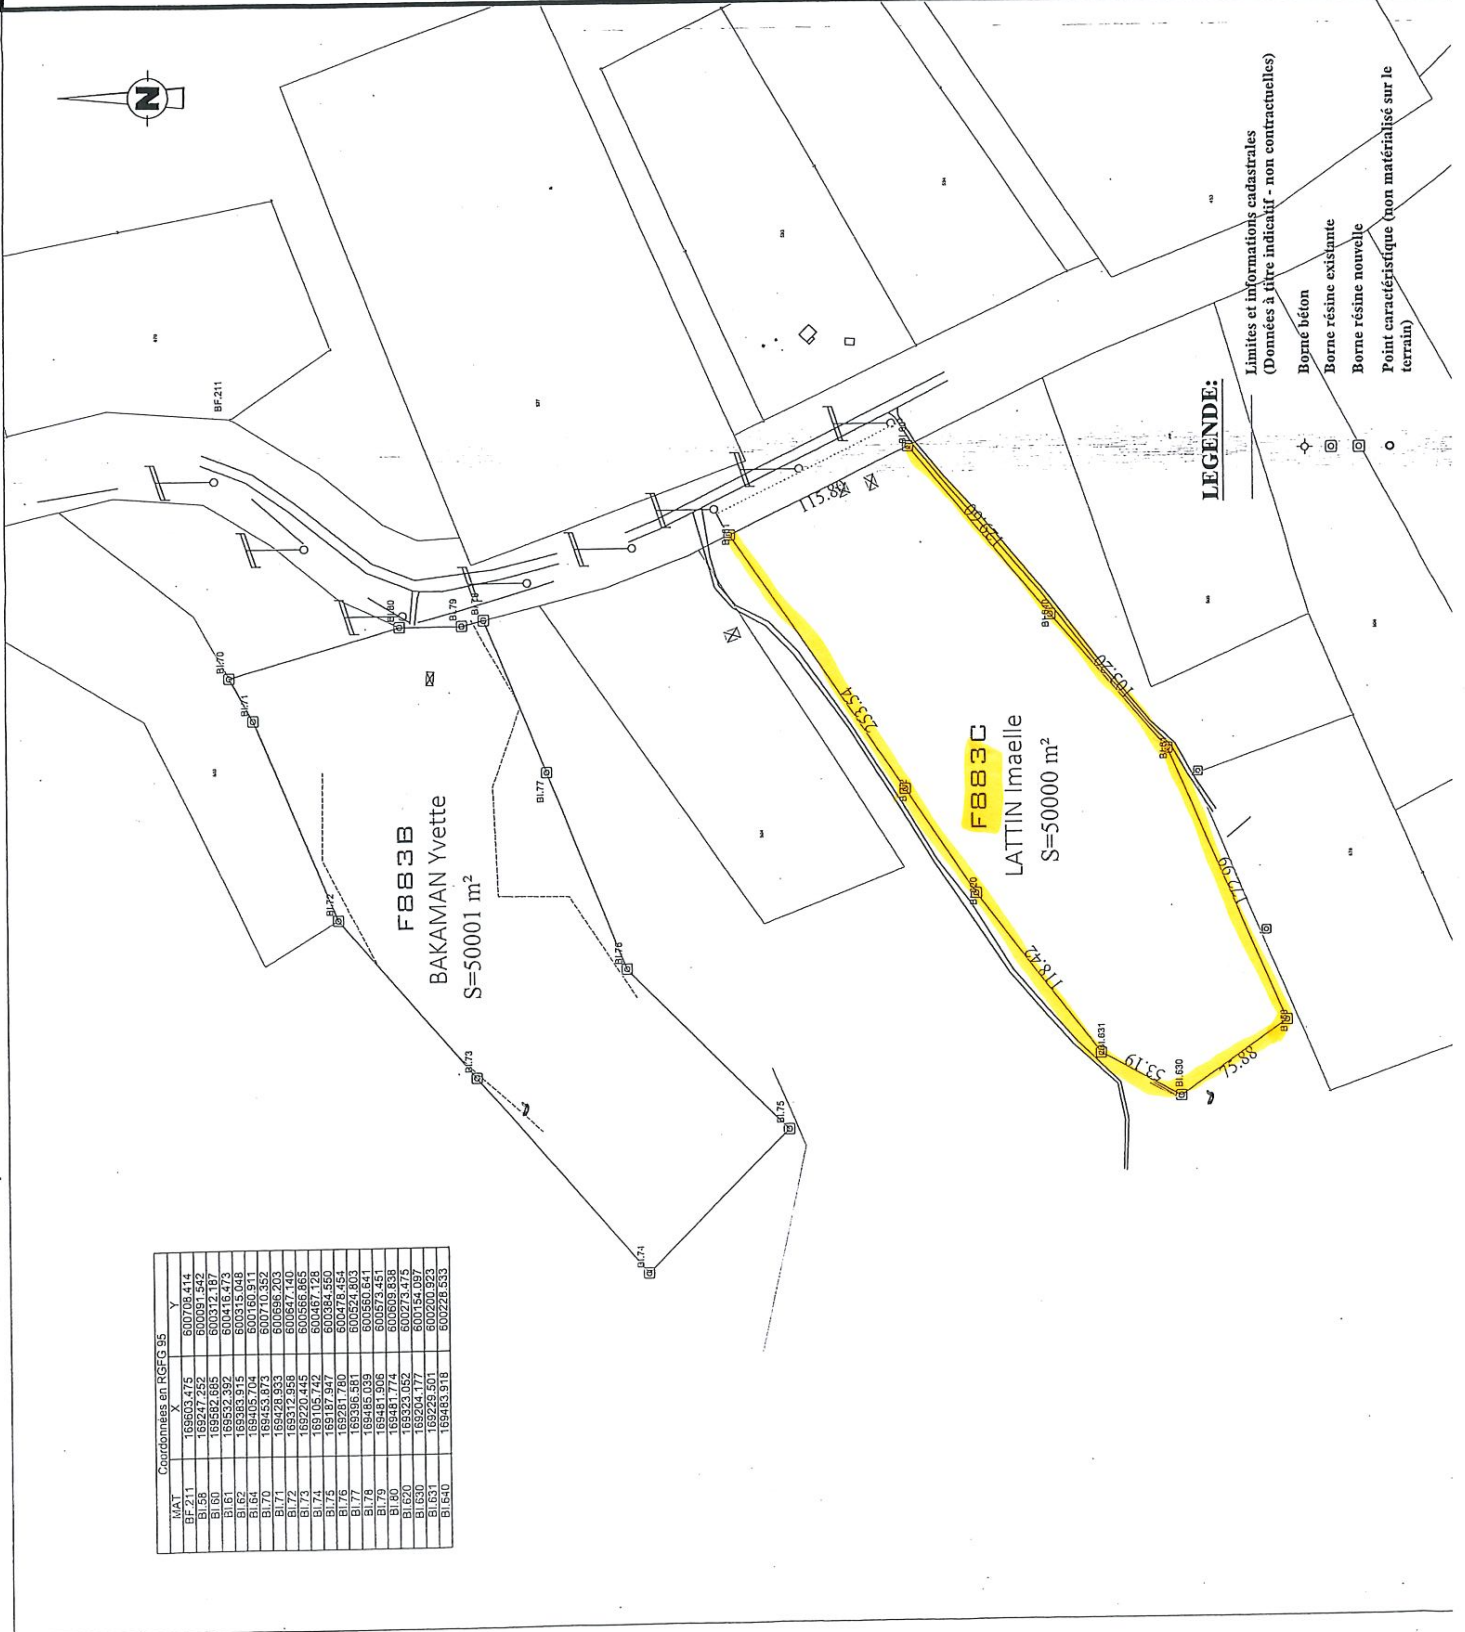 N
BF.211
BI.80
BI.79
BI.78
BI.70
BI.71
BI.72
BI.73
BI.74
BI.75
BI.76
BI.77
F883B
BAKAMAN Yvette
S=50001 m²
F883C
LATTIN Imaelle
S=50000 m²
253.54
118.42
53.19
75.88
172.99
103.20
BI.631
BI.630
LEGENDE:
Limites et informations cadastrales
(Données à titre indicatif - non contractuelles)
Borne béton
Borne résine existante
Borne résine nouvelle
Point caractéristique (non matérialisé sur le
terrain)
Coordonnées en RGFG 95
MAT X Y
BF.211 169603.475 600708.414
BI.58 169247.252 600091.542
BI.60 169582.685 600312.187
BI.61 169532.392 600416.473
BI.62 169383.915 600315.048
BI.64 169405.704 600160.911
BI.70 169453.873 600710.352
BI.71 169428.933 600696.203
BI.72 169312.958 600647.140
BI.73 169220.445 600566.865
BI.74 169105.742 600467.128
BI.75 169187.947 600384.550
BI.76 169281.780 600478.454
BI.77 169396.581 600524.803
BI.78 169485.039 600560.641
BI.79 169481.906 600573.451
BI.80 169481.774 600609.838
BI.620 169323.052 600273.475
BI.630 169204.177 600154.097
BI.631 169229.501 600200.923
BI.640 169483.918 600228.533